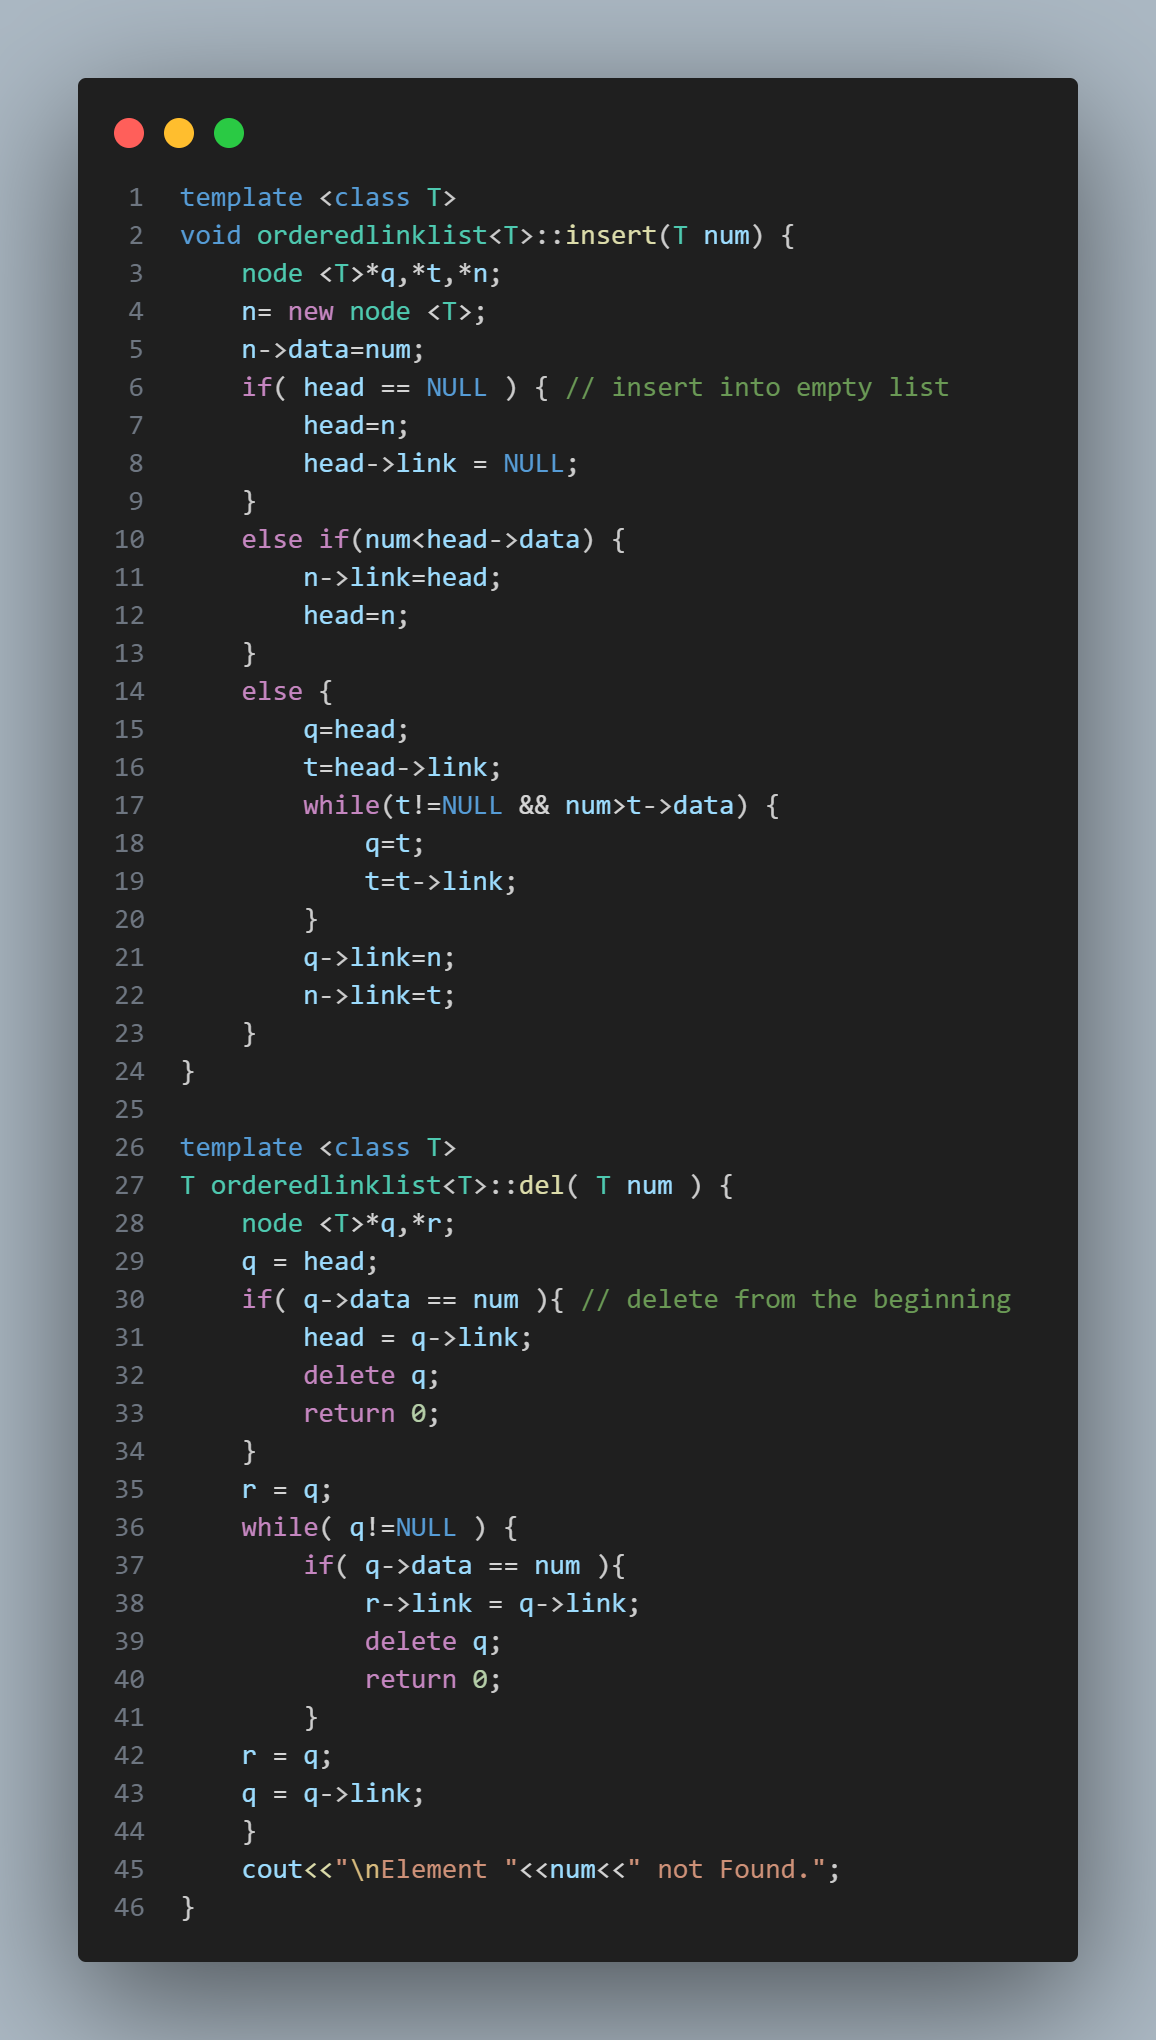 1 template <class T>
2 void orderedlinklist<T>::insert(T num) {
3     node <T>*q,*t,*n;
4     n= new node <T>;
5     n->data=num;
6     if( head == NULL ) { // insert into empty list
7         head=n;
8         head->link = NULL;
9     }
10     else if(num<head->data) {
11         n->link=head;
12         head=n;
13     }
14     else {
15         q=head;
16         t=head->link;
17         while(t!=NULL && num>t->data) {
18             q=t;
19             t=t->link;
20         }
21         q->link=n;
22         n->link=t;
23     }
24 }
25
26 template <class T>
27 T orderedlinklist<T>::del( T num ) {
28     node <T>*q,*r;
29     q = head;
30     if( q->data == num ){ // delete from the beginning
31         head = q->link;
32         delete q;
33         return 0;
34     }
35     r = q;
36     while( q!=NULL ) {
37         if( q->data == num ){
38             r->link = q->link;
39             delete q;
40             return 0;
41         }
42     r = q;
43     q = q->link;
44     }
45     cout<<"\nElement "<<num<<" not Found.";
46 }